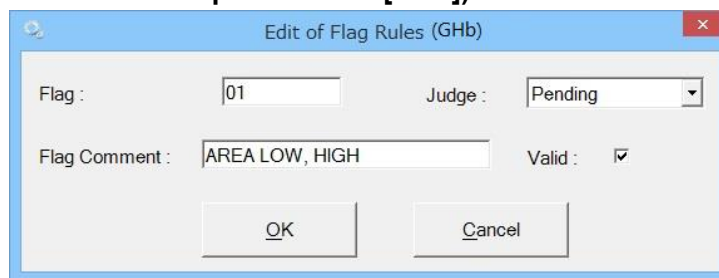 Edit of Flag Rules (GHb)
Flag : 01 Judge : Pending
Flag Comment : AREA LOW, HIGH Valid :
OK Cancel